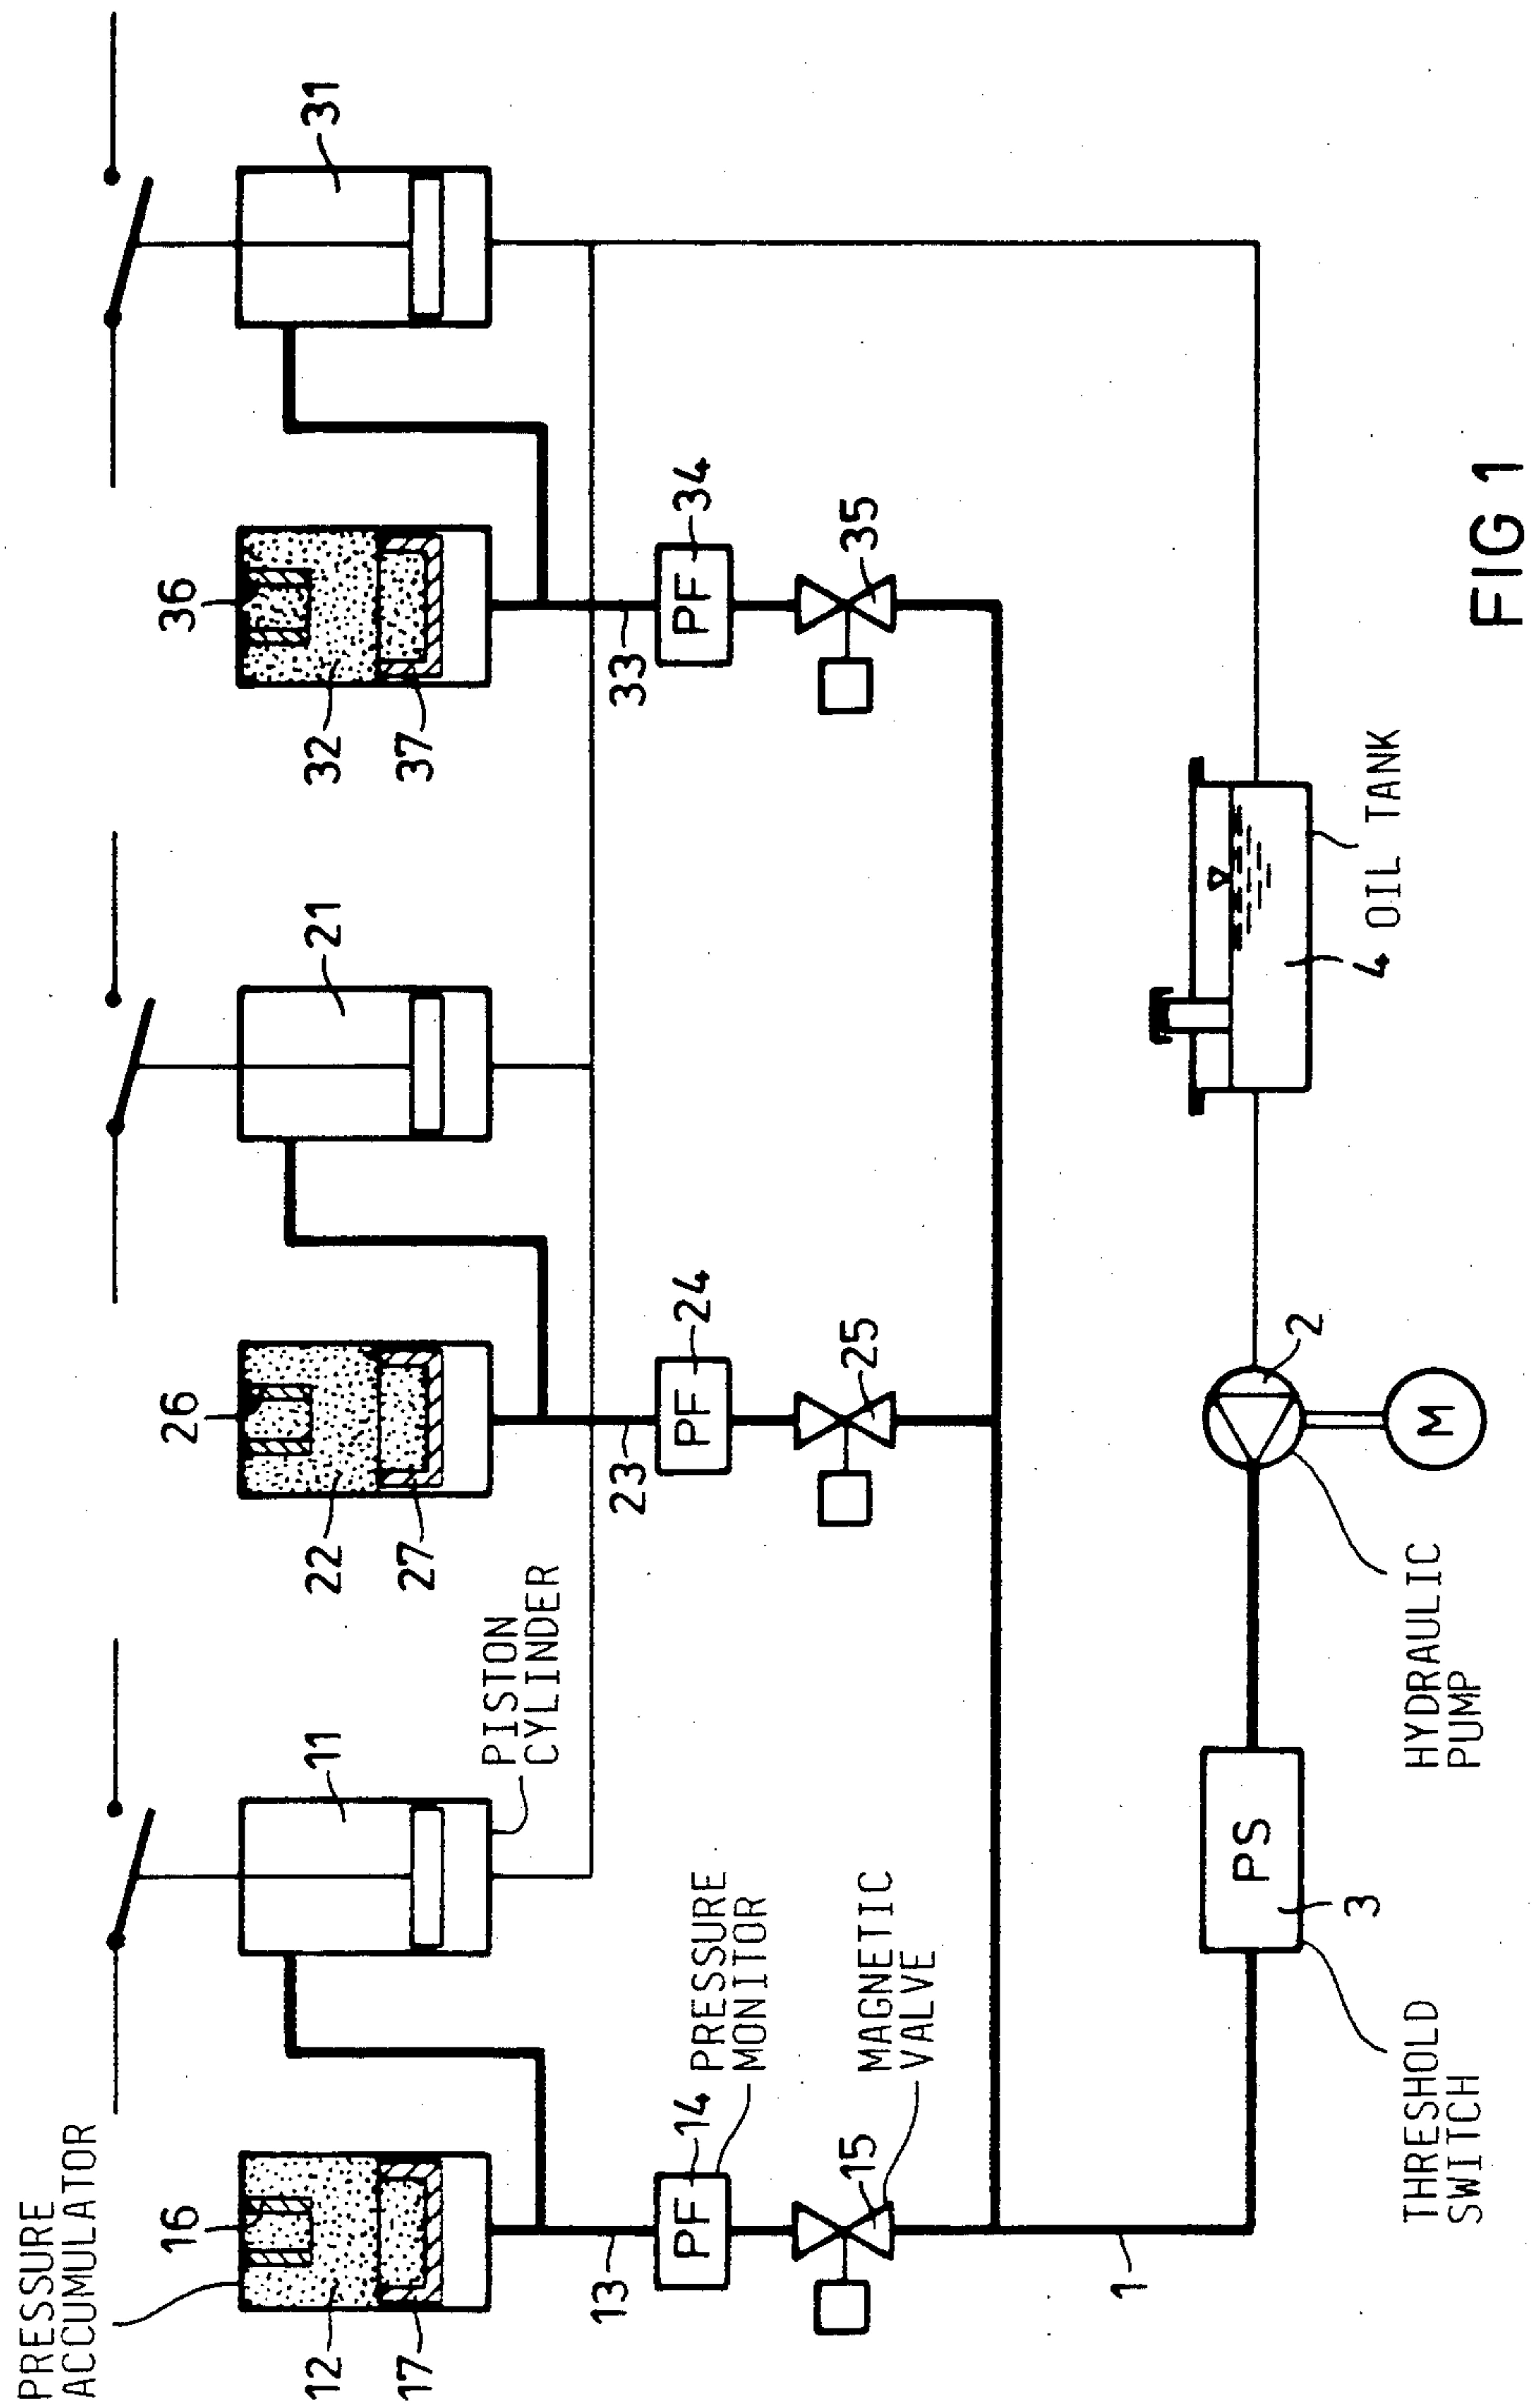 PRESSURE
ACCUMULATOR
16
12
17
11
PISTON
CYLINDER
26
22
27
21
36
32
37
31
13
PF
14
PRESSURE
MONITOR
15
MAGNETIC
VALVE
23
PF
24
25
33
PF
34
35
1
THRESHOLD
SWITCH
PS
3
HYDRAULIC
PUMP
2
M
4
OIL TANK
FIG 1